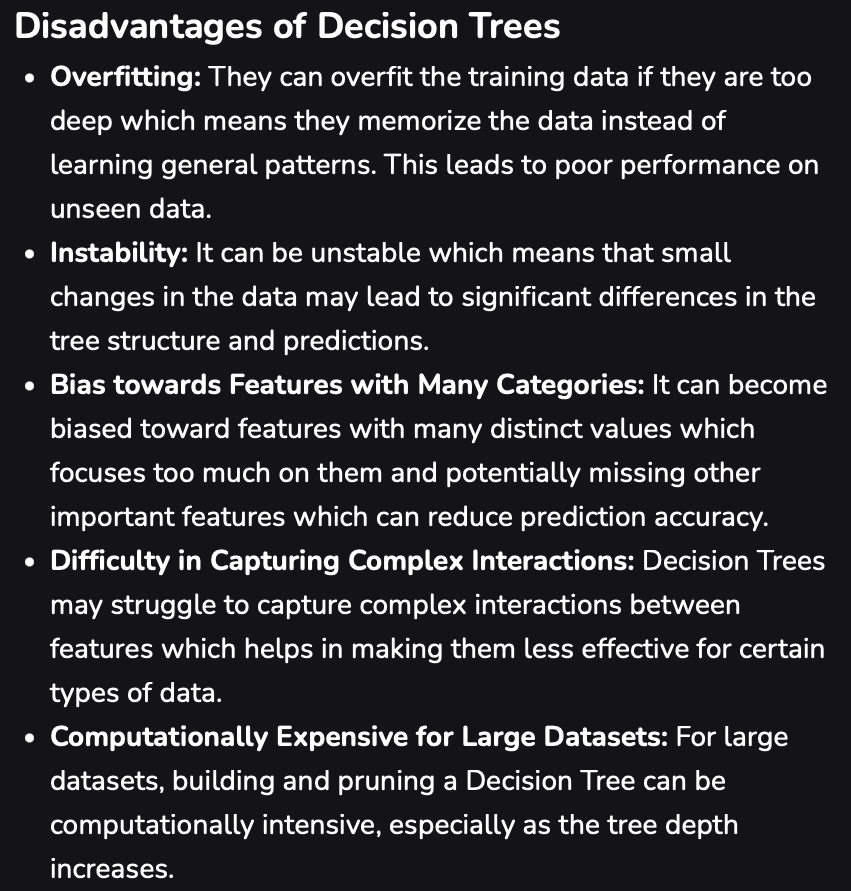 Disadvantages of Decision Trees
• Overfitting: They can overfit the training data if they are too
deep which means they memorize the data instead of
learning general patterns. This leads to poor performance on
unseen data.
• Instability: It can be unstable which means that small
changes in the data may lead to significant differences in the
tree structure and predictions.
• Bias towards Features with Many Categories: It can become
biased toward features with many distinct values which
focuses too much on them and potentially missing other
important features which can reduce prediction accuracy.
• Difficulty in Capturing Complex Interactions: Decision Trees
may struggle to capture complex interactions between
features which helps in making them less effective for certain
types of data.
• Computationally Expensive for Large Datasets: For large
datasets, building and pruning a Decision Tree can be
computationally intensive, especially as the tree depth
increases.